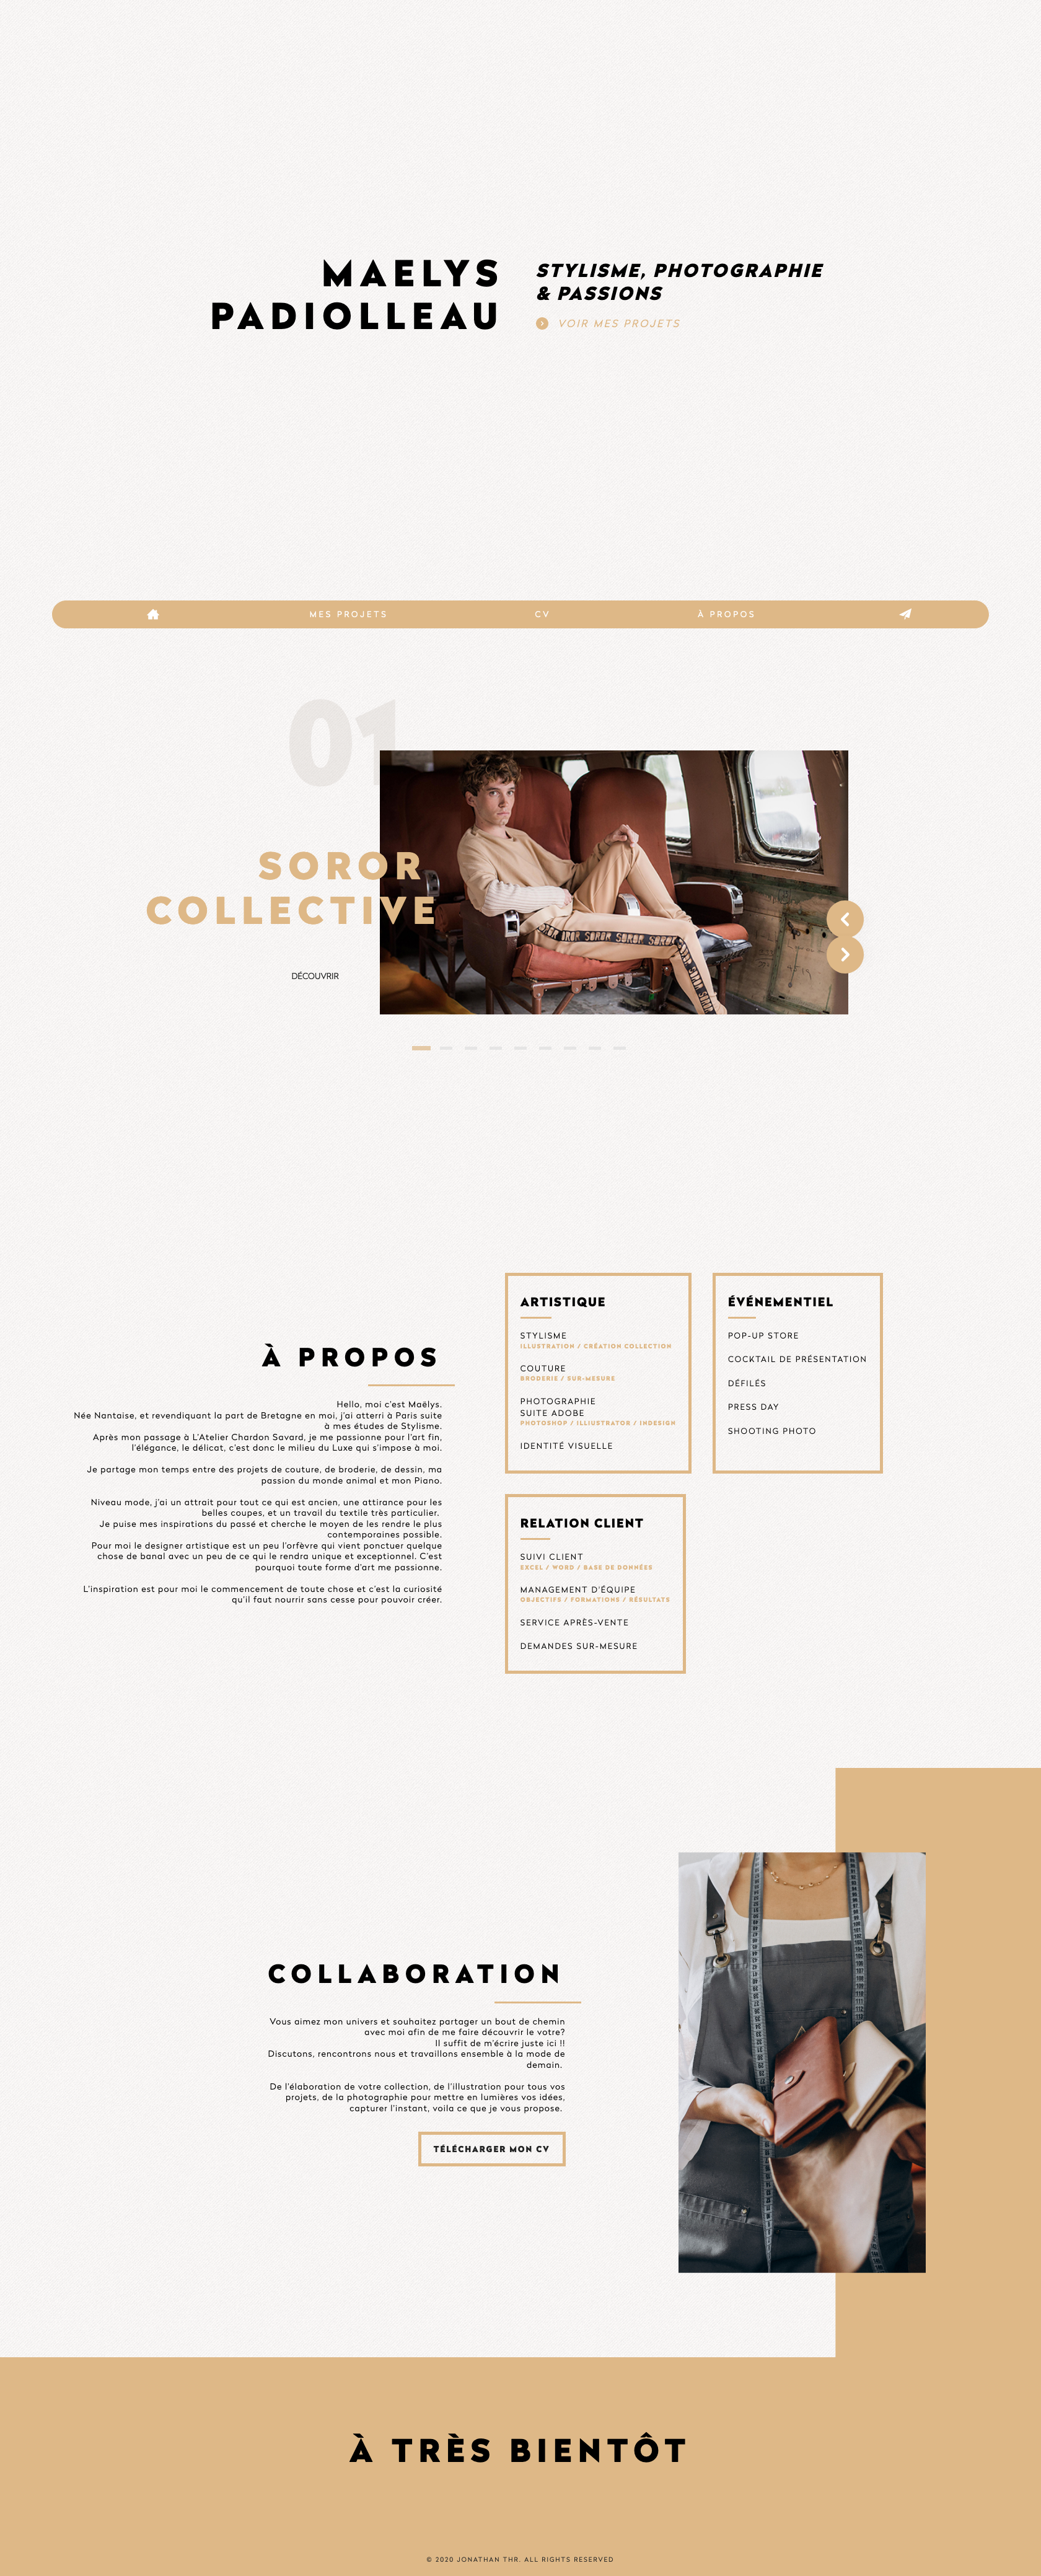 MAELYS
PADIOLLEAU
STYLISME, PHOTOGRAPHIE
& PASSIONS
VOIR MES PROJETS
MES PROJETS
CV
À PROPOS
01
SOROR
COLLECTIVE
DÉCOUVRIR
À PROPOS
Hello, moi c'est Maëlys.
Née Nantaise, et revendiquant la part de Bretagne en moi, j'ai atterri à Paris suite
à mes études de Stylisme.
Après mon passage à L'Atelier Chardon Savard, je me passionne pour l'art fin,
l'élégance, le délicat, c'est donc le milieu du Luxe qui s'impose à moi.
Je partage mon temps entre des projets de couture, de broderie, de dessin, ma
passion du monde animal et mon Piano.
Niveau mode, j'ai un attrait pour tout ce qui est ancien, une attirance pour les
belles coupes, et un travail du textile très particulier.
Je puise mes inspirations du passé et cherche le moyen de les rendre le plus
contemporaines possible.
Pour moi le designer artistique est un peu l'orfèvre qui vient ponctuer quelque
chose de banal avec un peu de ce qui le rendra unique et exceptionnel. C'est
pourquoi toute forme d'art me passionne.
L'inspiration est pour moi le commencement de toute chose et c'est la curiosité
qu'il faut nourrir sans cesse pour pouvoir créer.
ARTISTIQUE
STYLISME
ILLUSTRATION / CRÉATION COLLECTION
COUTURE
BRODERIE / SUR-MESURE
PHOTOGRAPHIE
SUITE ADOBE
PHOTOSHOP / ILLIUSTRATOR / INDESIGN
IDENTITÉ VISUELLE
ÉVÉNEMENTIEL
POP-UP STORE
COCKTAIL DE PRÉSENTATION
DÉFILÉS
PRESS DAY
SHOOTING PHOTO
RELATION CLIENT
SUIVI CLIENT
EXCEL / WORD / BASE DE DONNÉES
MANAGEMENT D'ÉQUIPE
OBJECTIFS / FORMATIONS / RÉSULTATS
SERVICE APRÈS-VENTE
DEMANDES SUR-MESURE
COLLABORATION
Vous aimez mon univers et souhaitez partager un bout de chemin
avec moi afin de me faire découvrir le votre?
Il suffit de m'écrire juste ici !!
Discutons, rencontrons nous et travaillons ensemble à la mode de
demain.
De l'élaboration de votre collection, de l'illustration pour tous vos
projets, de la photographie pour mettre en lumières vos idées,
capturer l'instant, voila ce que je vous propose.
TÉLÉCHARGER MON CV
À TRÈS BIENTÔT
© 2020 JONATHAN THR. ALL RIGHTS RESERVED